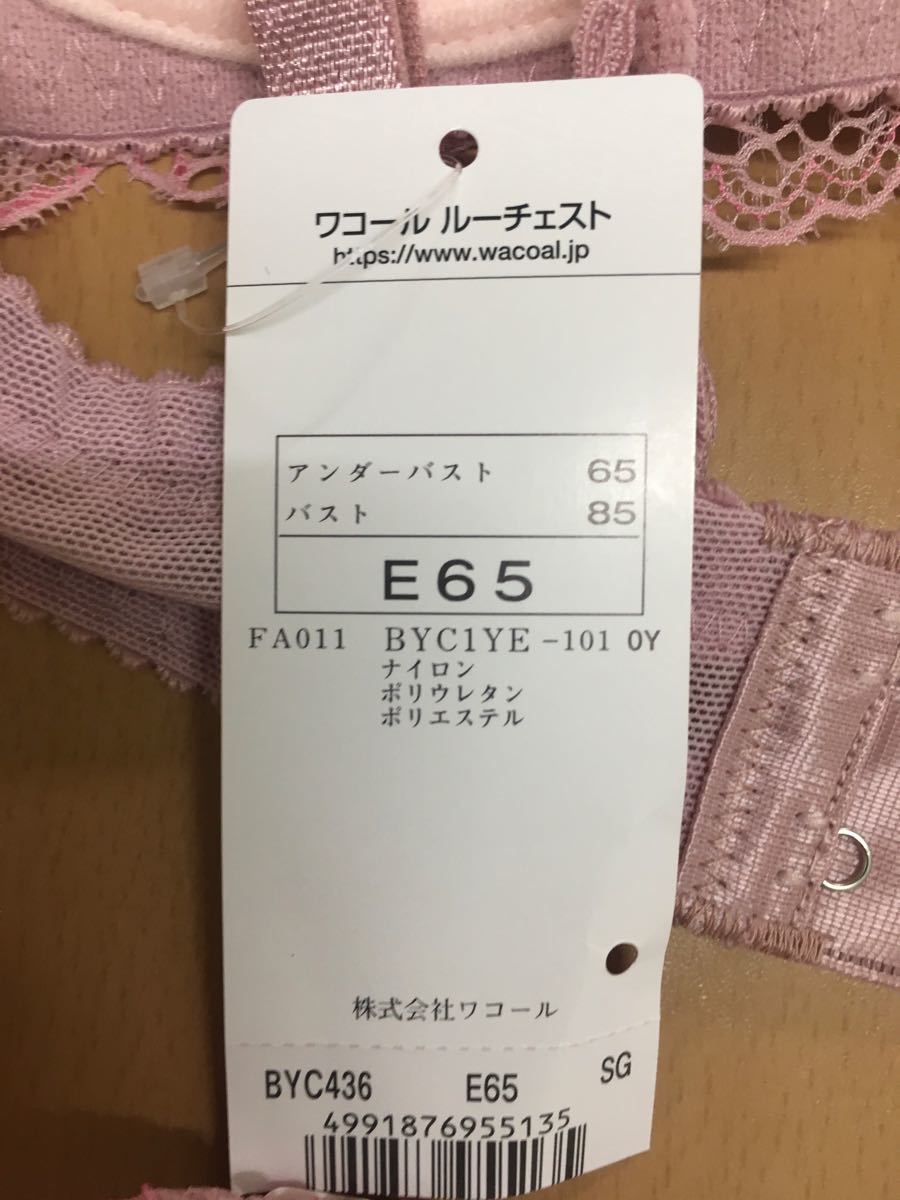 ワコール ルーチェスト
https://www.wacoal.jp
アンダーバスト 65
バスト 85
E65
FA011 BYC1YE-101 0Y
ナイロン
ポリウレタン
ポリエステル
株式会社ワコール
BYC436 E65 SG
4991876955135